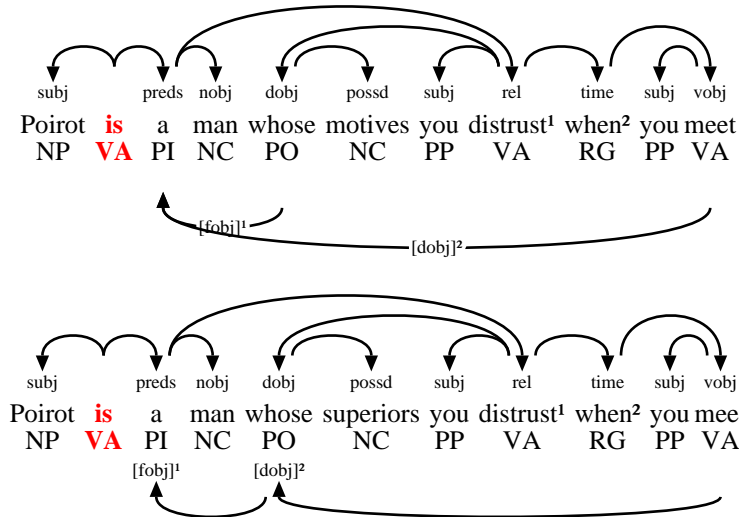 subj preds nobj dobj possd subj rel time subj vobj
Poirot is a man whose motives you distrust¹ when² you meet
NP VA PI NC PO NC PP VA RG PP VA
[fobj]¹
[dobj]²
subj preds nobj dobj possd subj rel time subj vobj
Poirot is a man whose superiors you distrust¹ when² you mee
NP VA PI NC PO NC PP VA RG PP VA
[fobj]¹ [dobj]²